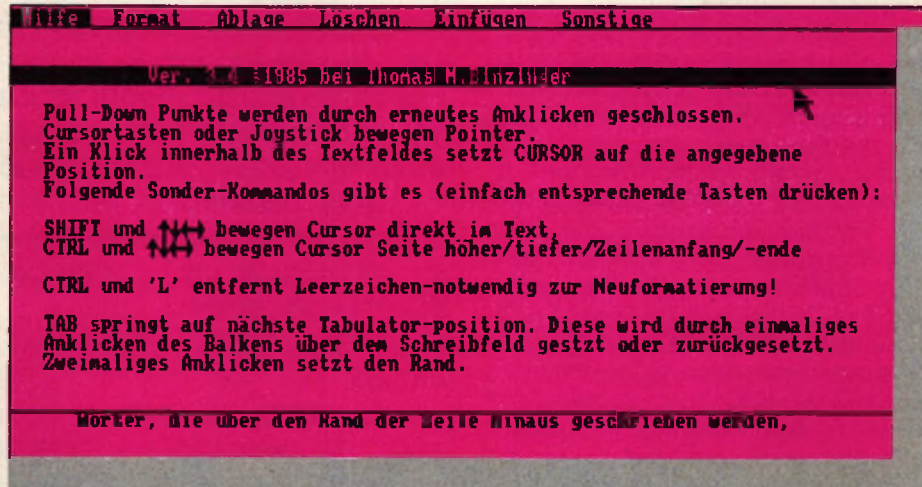 Hilfe Format Ablage Löschen Einfügen Sonstige
Ver. 3.4 1985 bei Thomas M.
Pull-Down Punkte werden durch erneutes Anklicken geschlossen.
Cursortasten oder Joystick bewegen Pointer.
Ein Klick innerhalb des Textfeldes setzt CURSOR auf die angegebene
Position.
Folgende Sonder-Kommandos gibt es (einfach entsprechende Tasten drücken):
SHIFT und ↑↓←→ bewegen Cursor direkt im Text,
CTRL und ↑↓←→ bewegen Cursor Seite höher/tiefer/Zeilenanfang/-ende
CTRL und 'L' entfernt Leerzeichen-notwendig zur Neuformatierung!
TAB springt auf nächste Tabulator-position. Diese wird durch einmaliges
Anklicken des Balkens über dem Schreibfeld gestzt oder zurückgesetzt.
Zweimaliges Anklicken setzt den Rand.
Wörter, die über den Rand der Zeile hinaus geschrieben werden,